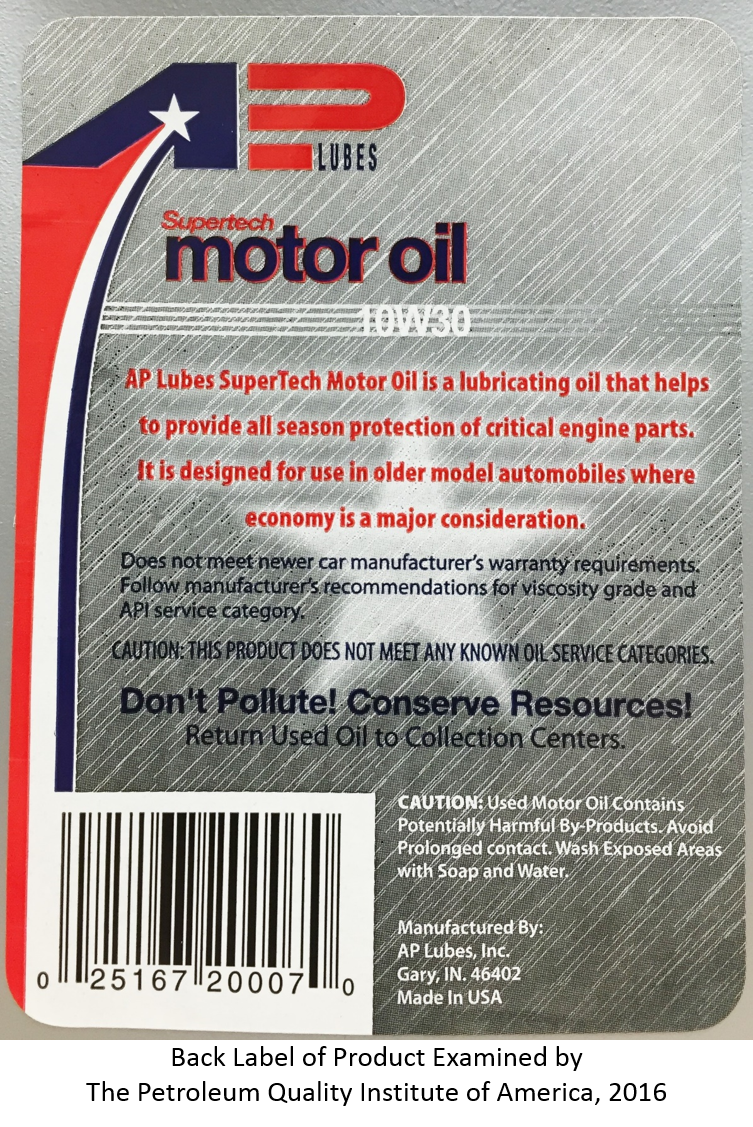 AP
LUBES
Supertech
motor oil
10W30
AP Lubes SuperTech Motor Oil is a lubricating oil that helps
to provide all season protection of critical engine parts.
It is designed for use in older model automobiles where
economy is a major consideration.
Does not meet newer car manufacturer's warranty requirements.
Follow manufacturer's recommendations for viscosity grade and
API service category.
CAUTION: THIS PRODUCT DOES NOT MEET ANY KNOWN OIL SERVICE CATEGORIES.
Don't Pollute! Conserve Resources!
Return Used Oil to Collection Centers.
CAUTION: Used Motor Oil Contains
Potentially Harmful By-Products. Avoid
Prolonged contact. Wash Exposed Areas
with Soap and Water.
Manufactured By:
AP Lubes, Inc.
Gary, IN. 46402
Made In USA
0 25167 20007 0
Back Label of Product Examined by
The Petroleum Quality Institute of America, 2016